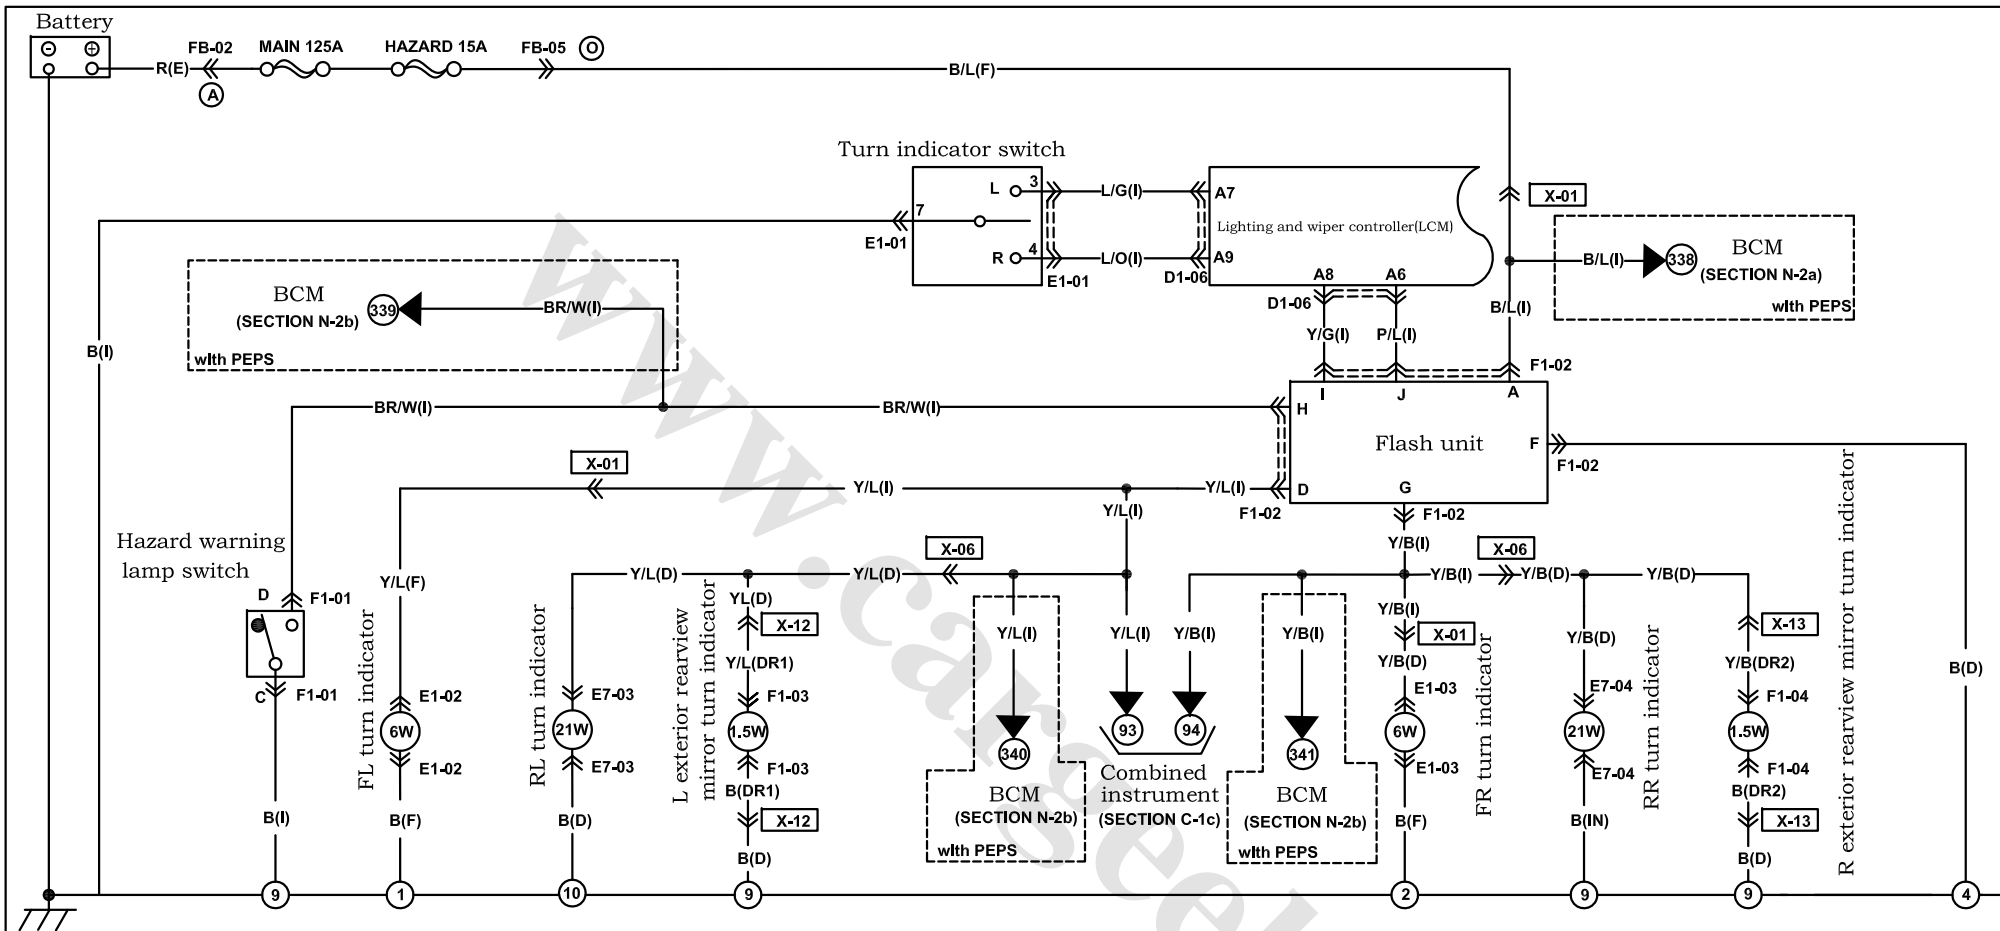 Battery
FB-02
MAIN 125A
HAZARD 15A
FB-05
O
R(E)
A
B/L(F)
Turn indicator switch
L
3
L/G(I)
A7
7
Lighting and wiper controller(LCM)
E1-01
R
4
L/O(I)
A9
E1-01
D1-06
A8
A6
D1-06
Y/G(I)
P/L(I)
X-01
B/L(I)
338
BCM
(SECTION N-2a)
with PEPS
B/L(I)
F1-02
BCM
(SECTION N-2b)
339
BR/W(I)
with PEPS
B(I)
BR/W(I)
BR/W(I)
H
I
J
A
Flash unit
F
F1-02
D
G
F1-02
F1-02
X-01
Y/L(I)
Y/L(I)
Y/L(I)
Y/B(I)
Hazard warning
lamp switch
D
F1-01
C
F1-01
B(I)
Y/L(F)
FL turn indicator
E1-02
6W
E1-02
B(F)
Y/L(D)
Y/L(D)
X-06
RL turn indicator
E7-03
21W
E7-03
B(D)
L exterior rearview
mirror turn indicator
YL(D)
X-12
Y/L(DR1)
F1-03
1.5W
F1-03
B(DR1)
X-12
B(D)
Y/L(I)
340
BCM
(SECTION N-2b)
with PEPS
Y/L(I)
Y/B(I)
93
94
Combined
instrument
(SECTION C-1c)
Y/B(I)
341
BCM
(SECTION N-2b)
with PEPS
Y/B(I)
X-01
Y/B(D)
E1-03
6W
E1-03
B(F)
FR turn indicator
Y/B(I)
X-06
Y/B(D)
Y/B(D)
Y/B(D)
E7-04
21W
E7-04
B(IN)
RR turn indicator
X-13
Y/B(DR2)
F1-04
1.5W
F1-04
B(DR2)
X-13
B(D)
R exterior rearview mirror turn indicator
B(D)
9
1
10
9
2
9
9
4